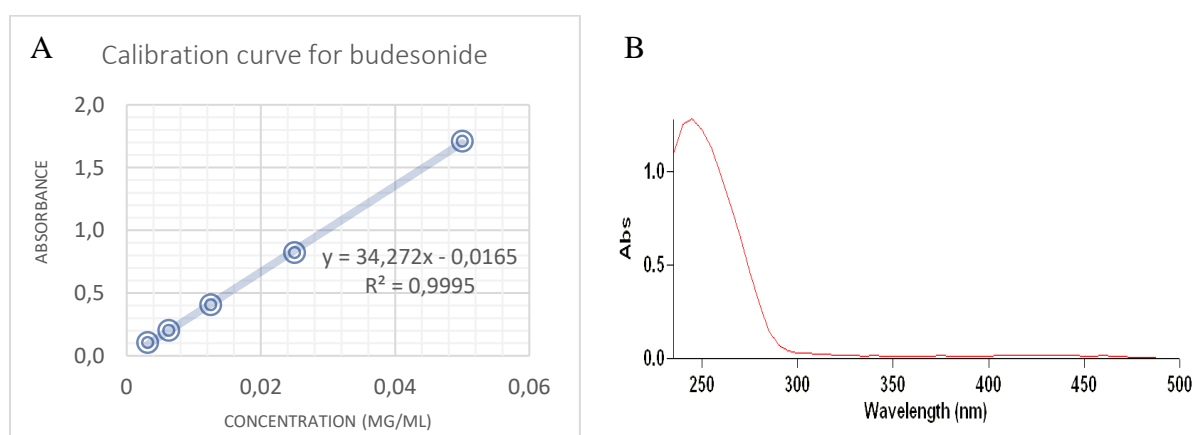 A
Calibration curve for budesonide
2,0
1,5
1,0
0,5
0,0
ABSORBANCE
y = 34,272x - 0,0165
R² = 0,9995
0
0,02
0,04
0,06
CONCENTRATION (MG/ML)
B
1.0
0.5
0.0
Abs
250
300
350
400
450
500
Wavelength (nm)